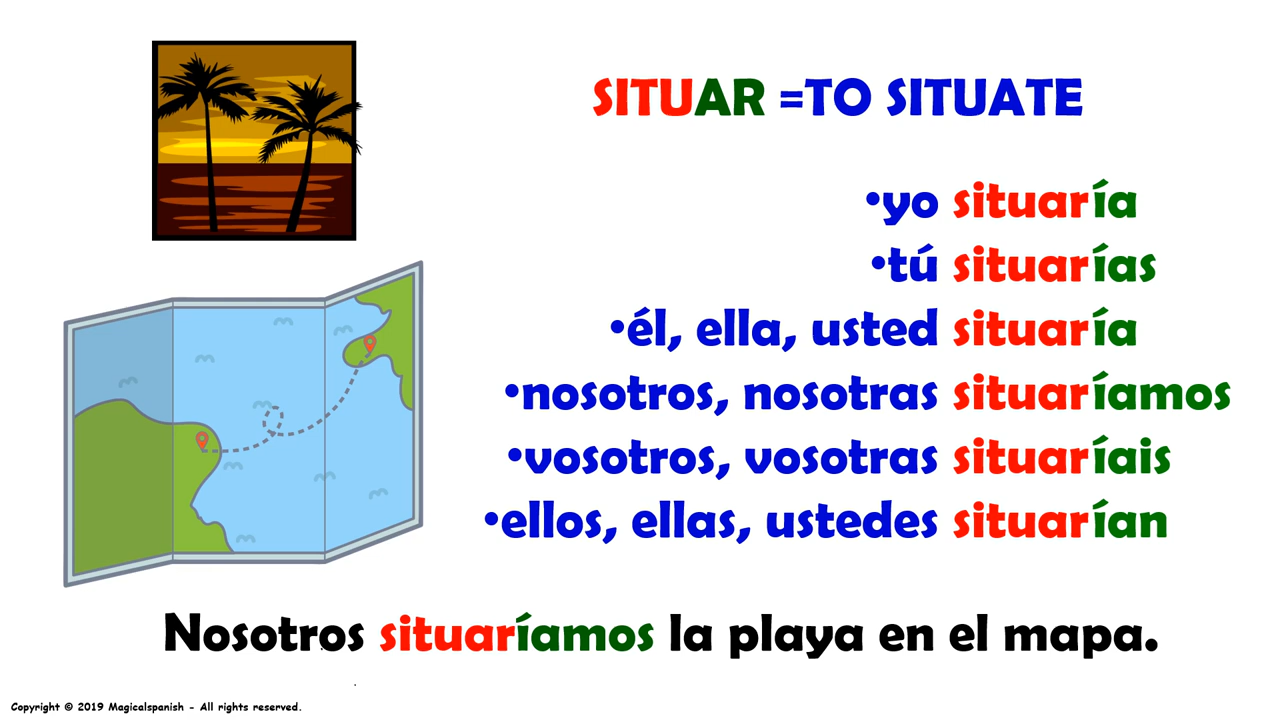 SITUAR =TO SITUATE
•yo situaría
•tú situarías
•él, ella, usted situaría
•nosotros, nosotras situaríamos
•vosotros, vosotras situaríais
•ellos, ellas, ustedes situarían
Nosotros situaríamos la playa en el mapa.
Copyright © 2019 Magicalspanish - All rights reserved.